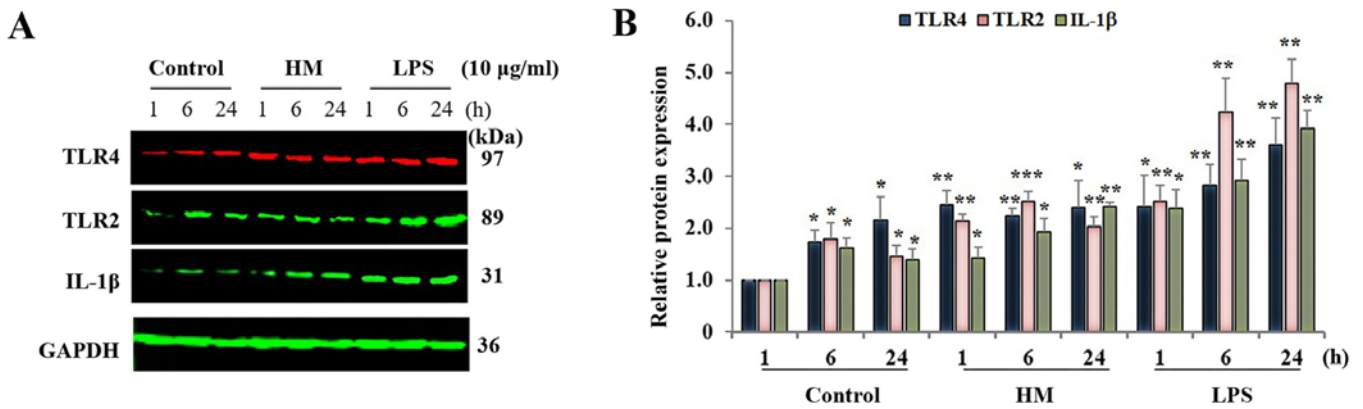 A
Control HM LPS (10 µg/ml)
1 6 24 1 6 24 1 6 24 (h)
(kDa)
TLR4 97
TLR2 89
IL-1β 31
GAPDH 36
B
TLR4 TLR2 IL-1β
Relative protein expression
6.0
5.0
4.0
3.0
2.0
1.0
0
* * *
* * *
** ** *
** *** *
* ** **
* ** *
** ** **
** ** **
1 6 24 1 6 24 1 6 24 (h)
Control HM LPS